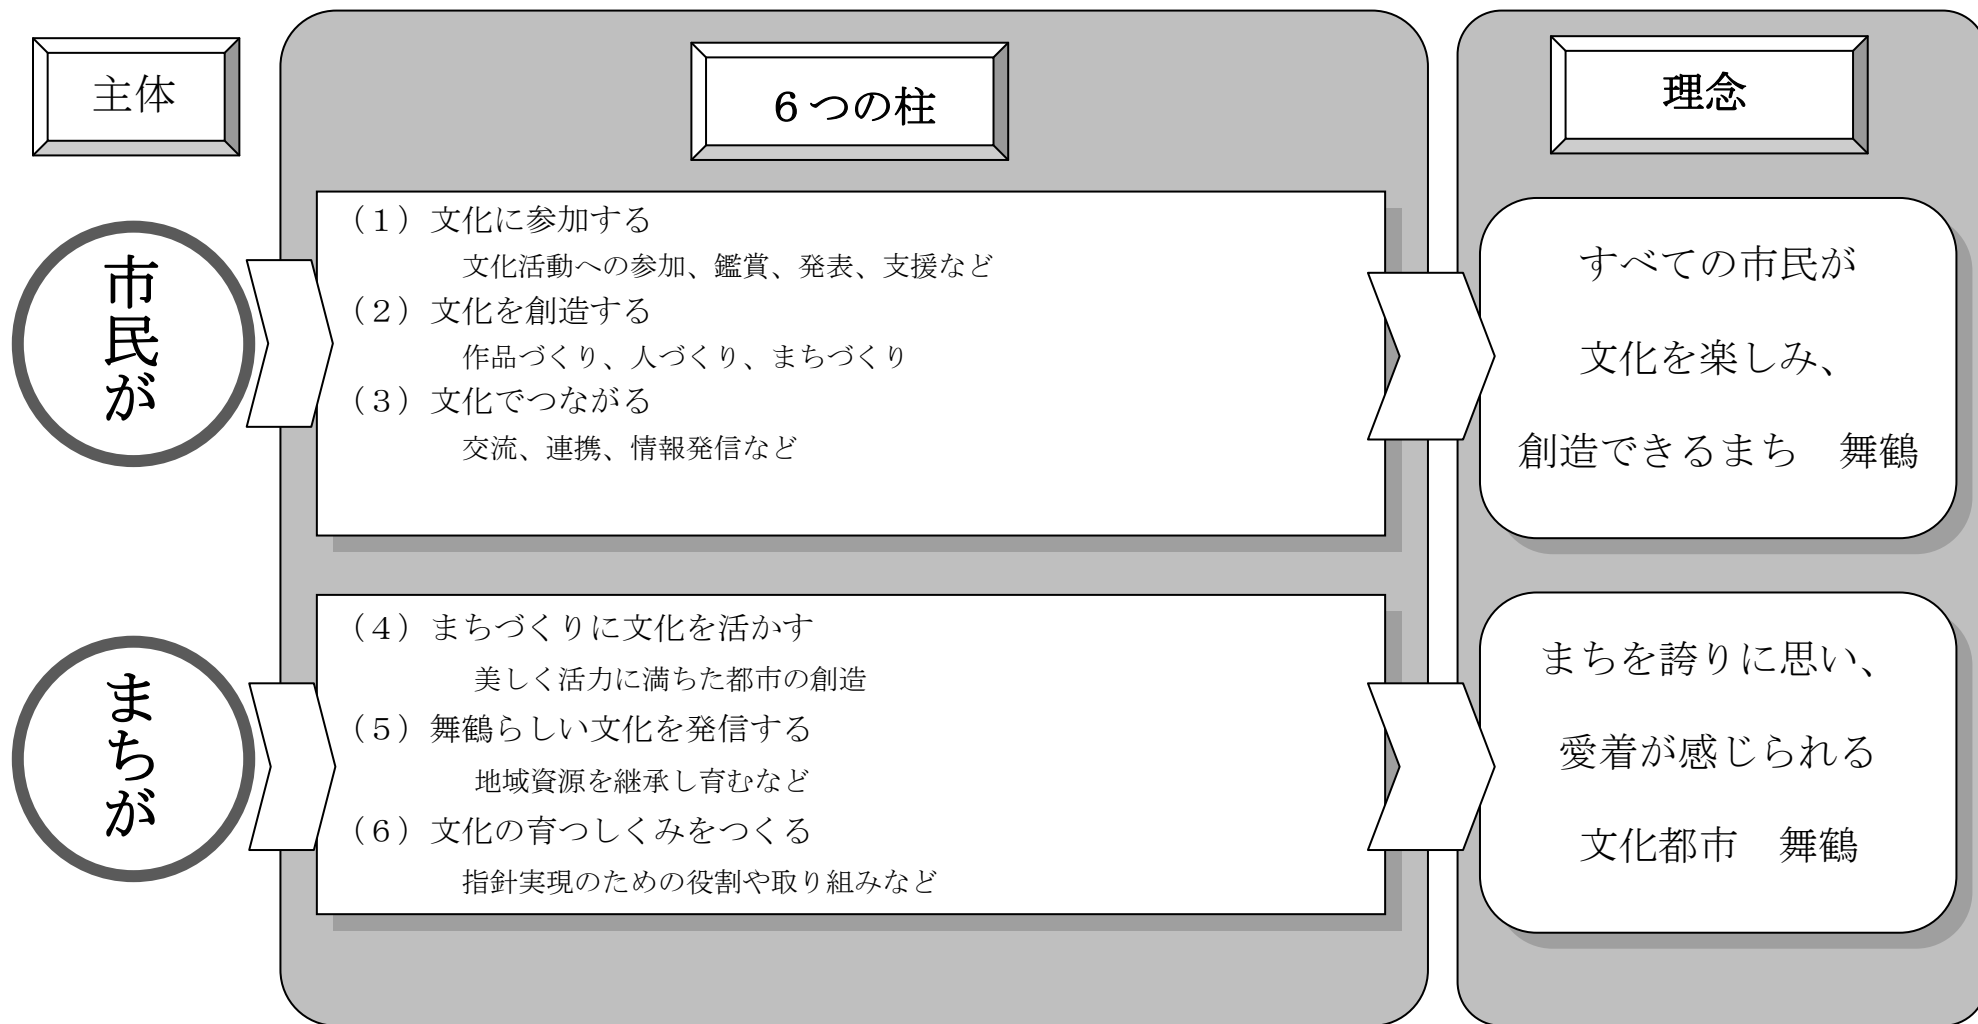 主体
6つの柱
理念
市民が
（１）文化に参加する
文化活動への参加、鑑賞、発表、支援など
（２）文化を創造する
作品づくり、人づくり、まちづくり
（３）文化でつながる
交流、連携、情報発信など
すべての市民が
文化を楽しみ、
創造できるまち　舞鶴
まちが
（４）まちづくりに文化を活かす
美しく活力に満ちた都市の創造
（５）舞鶴らしい文化を発信する
地域資源を継承し育むなど
（６）文化の育つしくみをつくる
指針実現のための役割や取り組みなど
まちを誇りに思い、
愛着が感じられる
文化都市　舞鶴